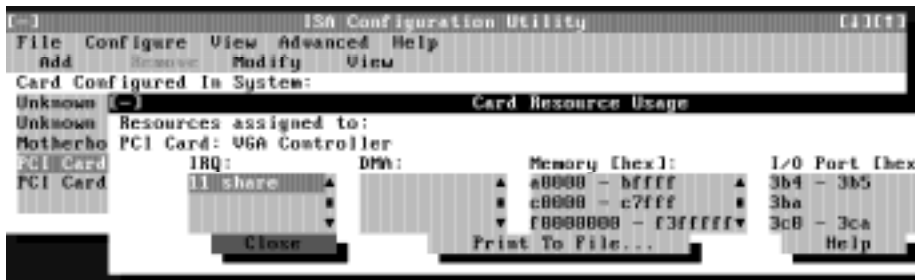 [-] ISA Configuration Utility [↓][↑]
File Configure View Advanced Help
Add Remove Modify View
Card Configured In System:
Unknown [-] Card Resource Usage
Unknown Resources assigned to:
Motherbo PCI Card: VGA Controller
PCI Card IRQ: DMA: Memory [hex]: I/O Port [hex
PCI Card 11 share a0000 - bffff 3b4 - 3b5
c0000 - c7fff 3ba
f0000000 - f3fffff 3c0 - 3ca
Close Print To File... Help